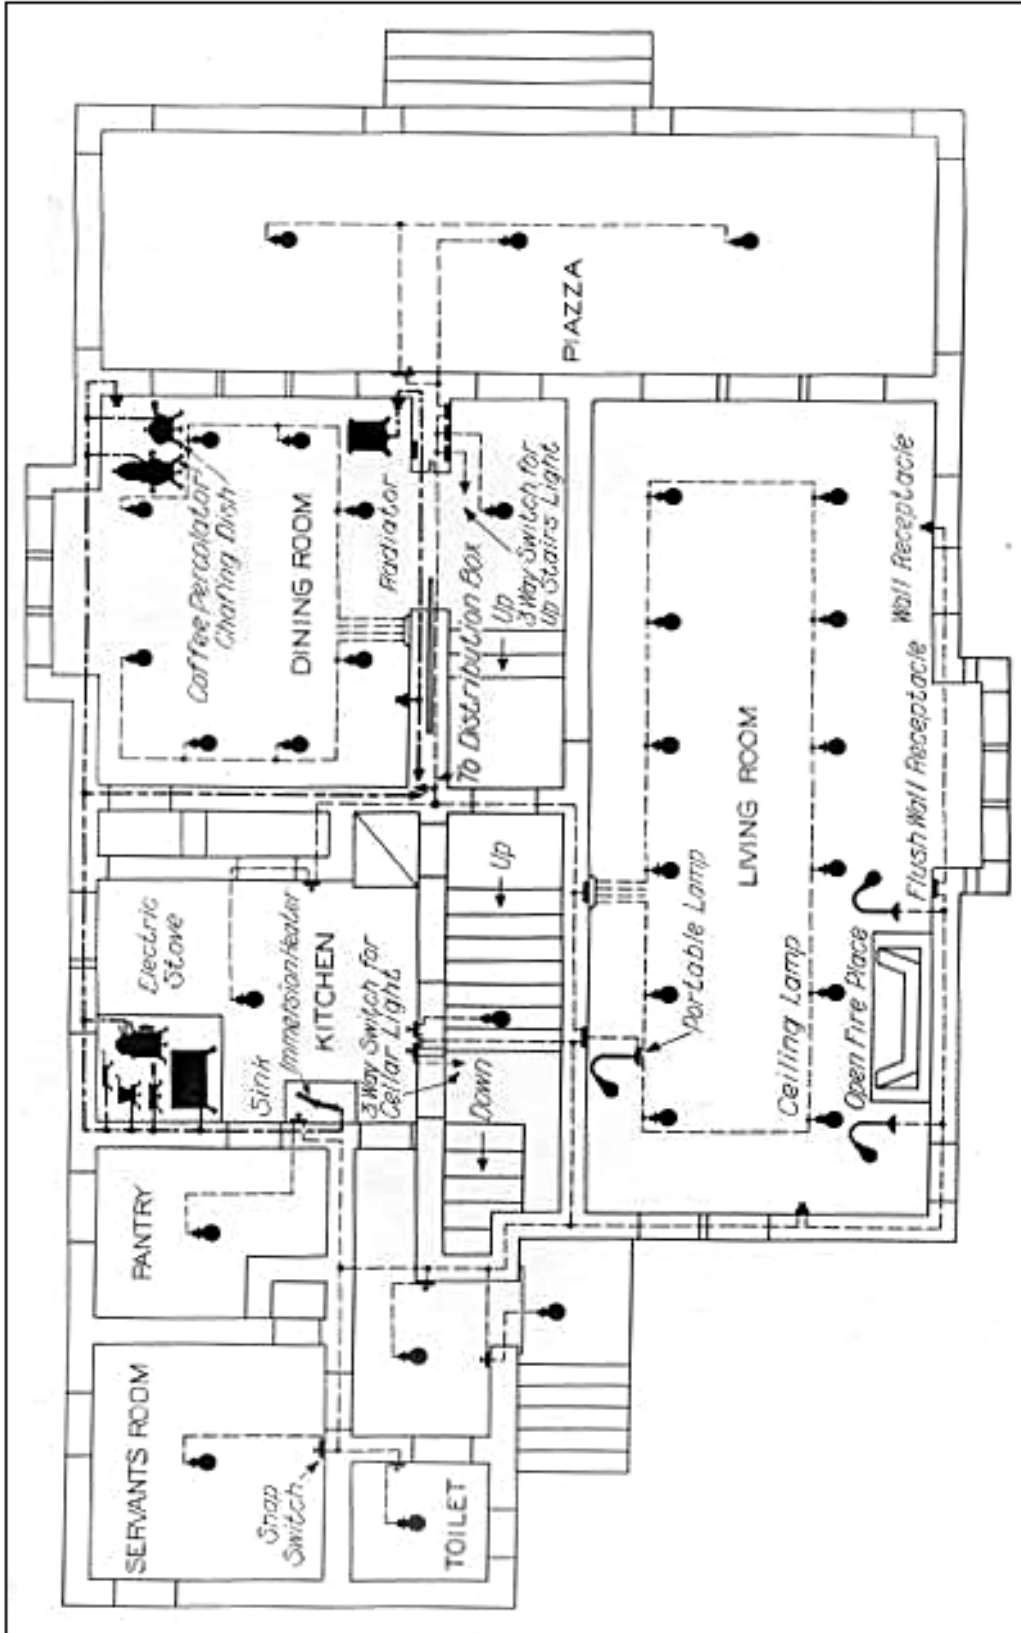 PIAZZA
Coffee Percolator
Chafing Dish
DINING ROOM
Radiator
To Distribution Box
Up
3 Way Switch for
Up Stairs Light
Wall Receptacle
Flush Wall Receptacle
LIVING ROOM
Portable Lamp
Ceiling Lamp
Open Fire Place
Up
Electric
Stove
Sink
Immersion Heater
KITCHEN
3 Way Switch for
Cellar Light
Down
PANTRY
SERVANTS ROOM
Snap
Switch
TOILET